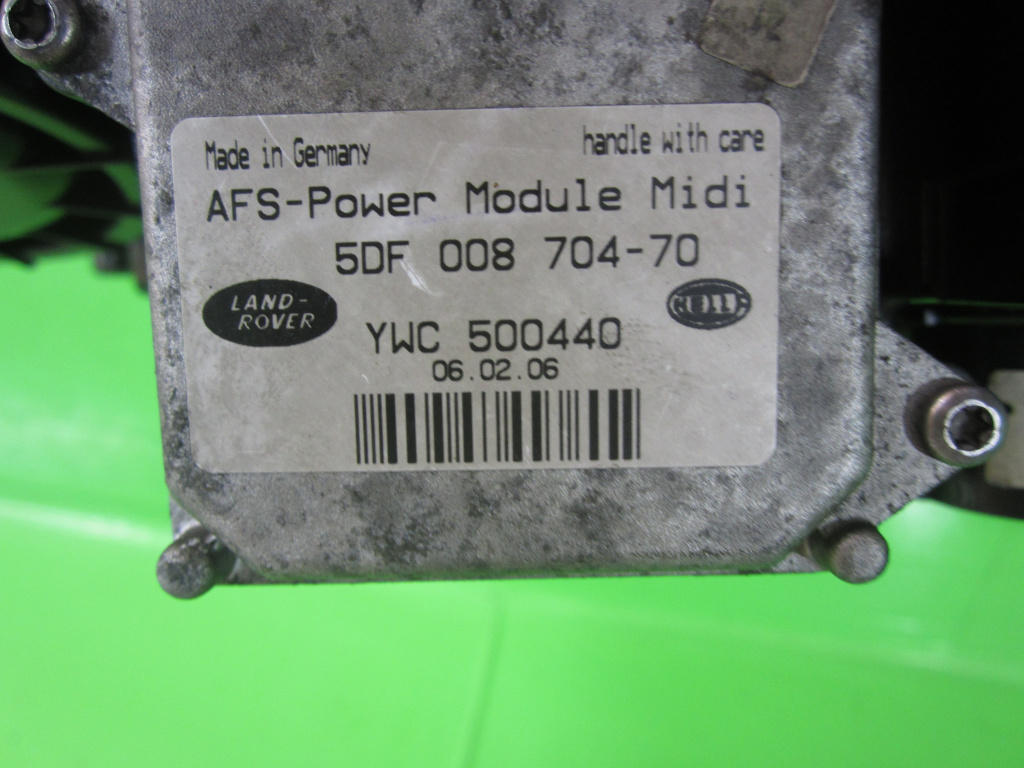 Made in Germany handle with care
AFS-Power Module Midi
5DF 008 704-70
LAND-
ROVER
HELLA
YWC 500440
06.02.06